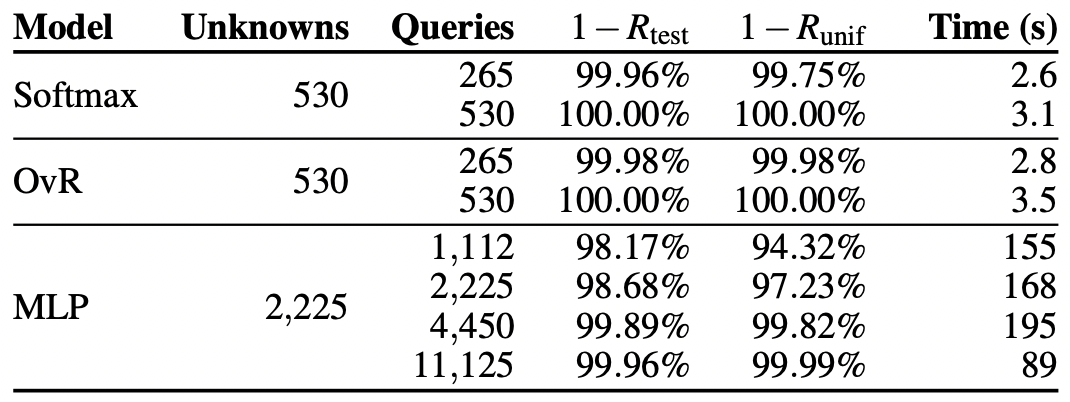 Model Unknowns Queries 1 − R_test 1 − R_unif Time (s)
Softmax 530 265 99.96% 99.75% 2.6
530 100.00% 100.00% 3.1
OvR 530 265 99.98% 99.98% 2.8
530 100.00% 100.00% 3.5
MLP 2,225 1,112 98.17% 94.32% 155
2,225 98.68% 97.23% 168
4,450 99.89% 99.82% 195
11,125 99.96% 99.99% 89